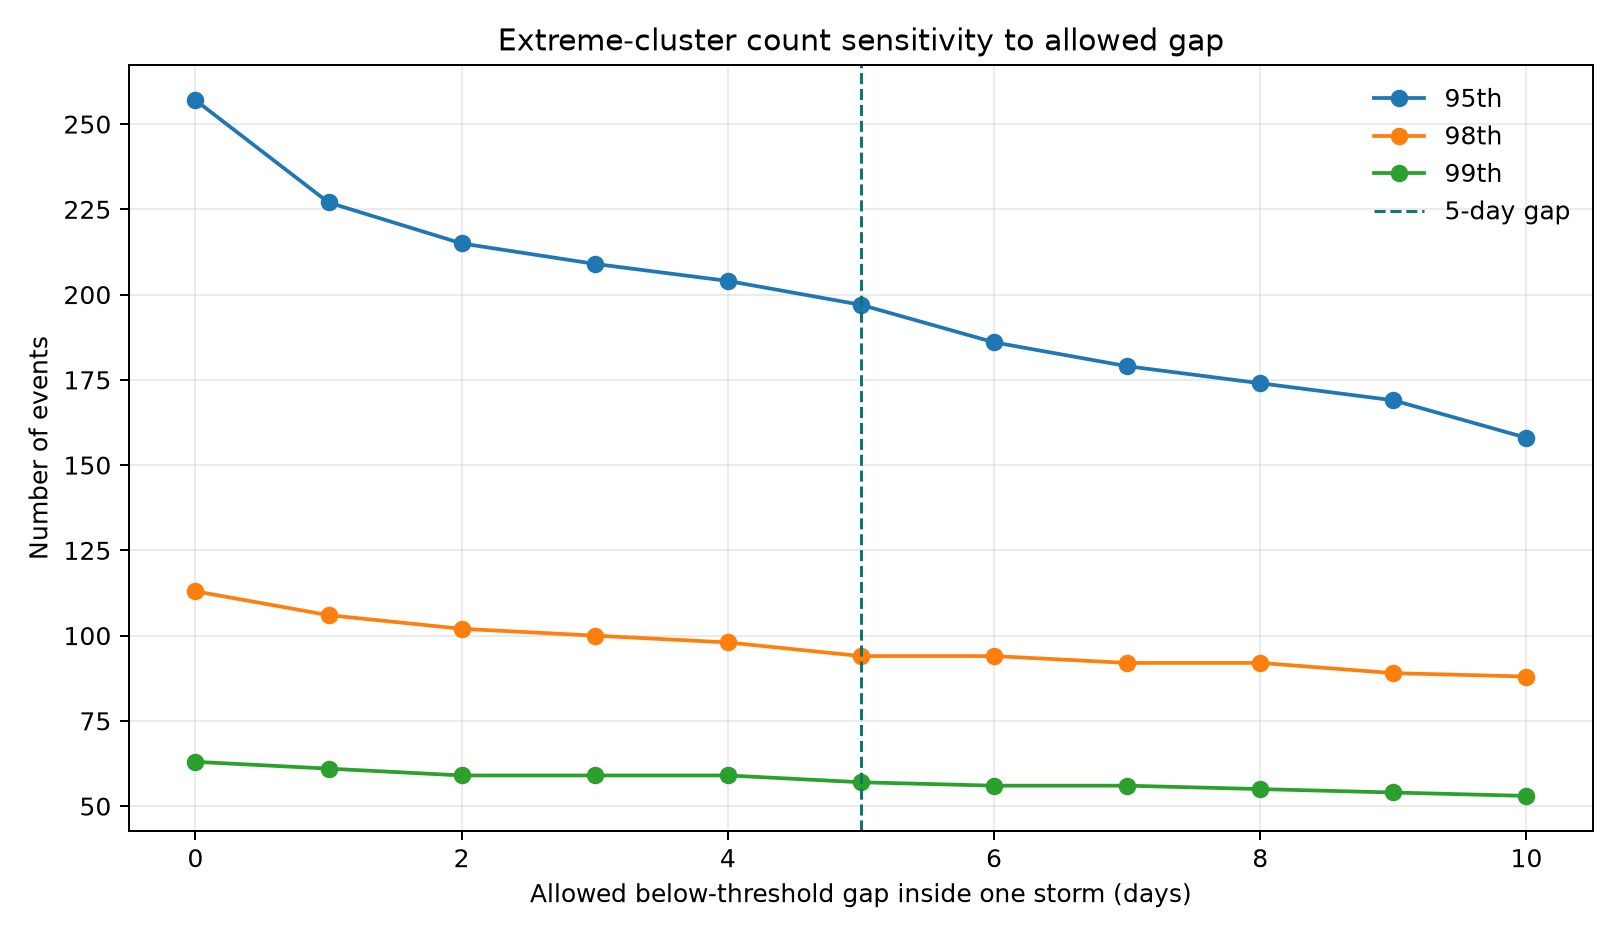 Extreme-cluster count sensitivity to allowed gap
95th
98th
99th
5-day gap
Number of events
250
225
200
175
150
125
100
75
50
0 2 4 6 8 10
Allowed below-threshold gap inside one storm (days)